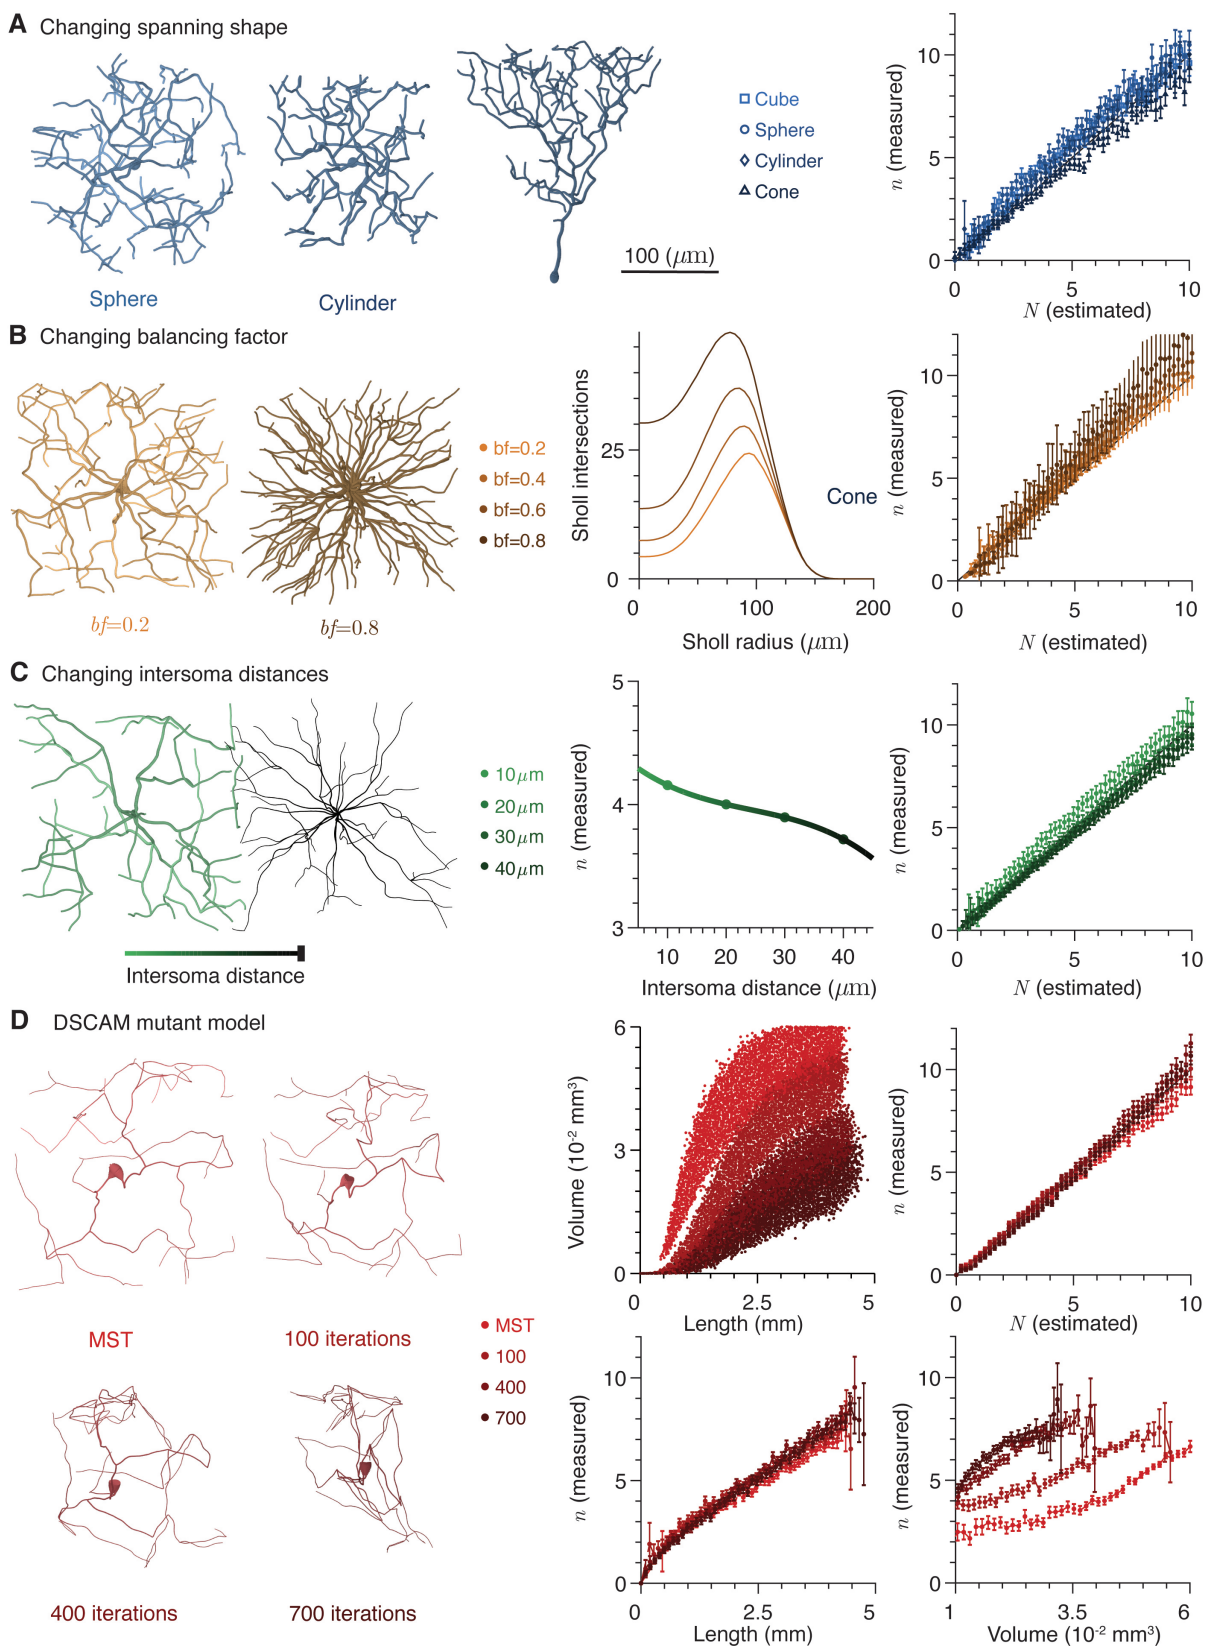 A Changing spanning shape
Cube
Sphere
Cylinder
Cone
100 (μm)
Sphere
Cylinder
10
5
0
n (measured)
0 5 10
N (estimated)
B Changing balancing factor
bf=0.2
bf=0.4
bf=0.6
bf=0.8
bf=0.2
bf=0.8
25
0
Sholl intersections
Cone
0 100 200
Sholl radius (μm)
10
5
0
n (measured)
0 5 10
N (estimated)
C Changing intersoma distances
10μm
20μm
30μm
40μm
Intersoma distance
5
4
3
n (measured)
10 20 30 40
Intersoma distance (μm)
10
5
0
n (measured)
0 5 10
N (estimated)
D DSCAM mutant model
MST
100 iterations
400 iterations
700 iterations
MST
100
400
700
6
3
0
Volume (10⁻² mm³)
0 2.5 5
Length (mm)
10
5
0
n (measured)
0 5 10
N (estimated)
10
5
0
n (measured)
0 2.5 5
Length (mm)
10
5
0
n (measured)
1 3.5 6
Volume (10⁻² mm³)